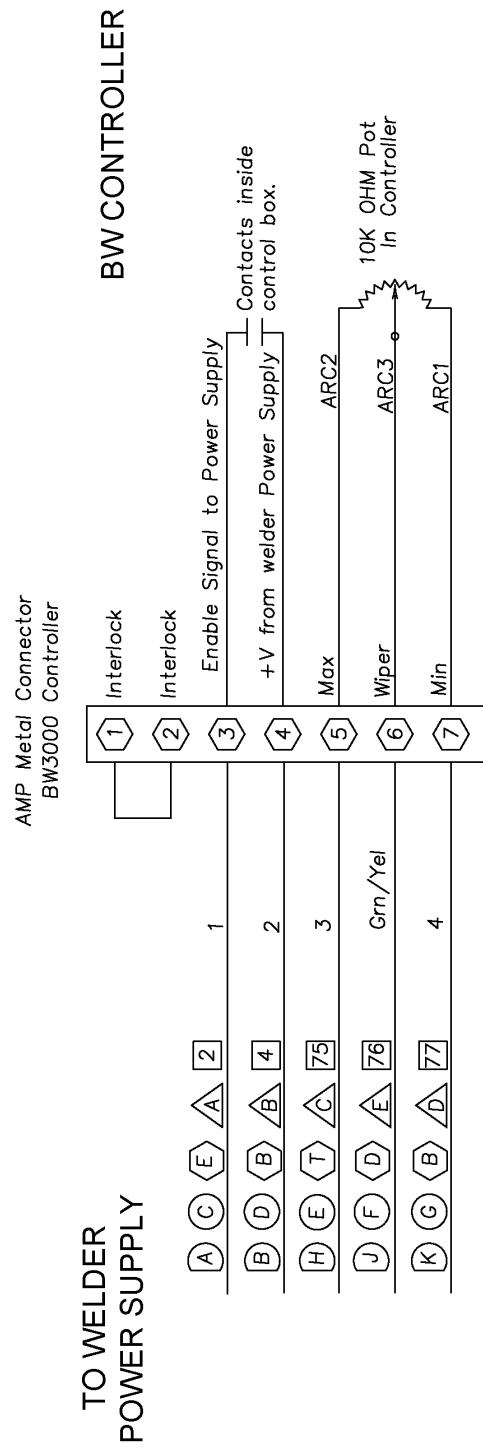 TO WELDER
POWER SUPPLY
AMP Metal Connector
BW3000 Controller
BW CONTROLLER
1 Interlock
2 Interlock
A C E A 2 1 3 Enable Signal to Power Supply
Contacts inside
control box.
B D B B 4 2 4 +V from welder Power Supply
H E T C 75 3 5 Max ARC2
10K OHM Pot
In Controller
J F D E 76 Grn/Yel 6 Wiper ARC3
K G B D 77 4 7 Min ARC1